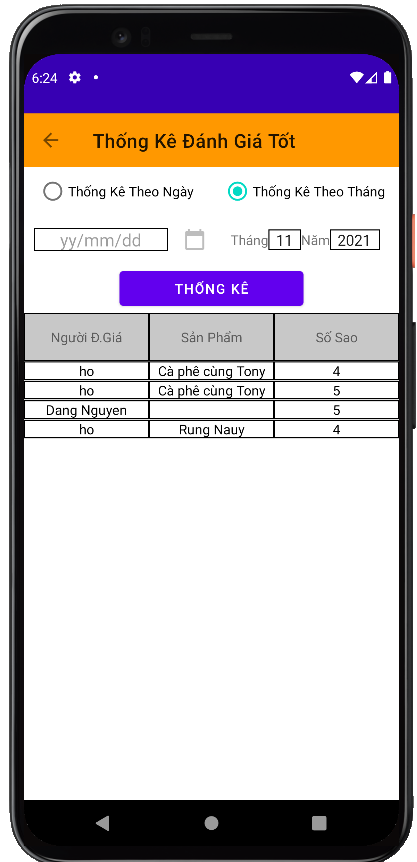 6:24
Thống Kê Đánh Giá Tốt
Thống Kê Theo Ngày Thống Kê Theo Tháng
yy/mm/dd Tháng 11 Năm 2021
THỐNG KÊ
Người Đ.Giá Sản Phẩm Số Sao
ho Cà phê cùng Tony 4
ho Cà phê cùng Tony 5
Dang Nguyen 5
ho Rung Nauy 4